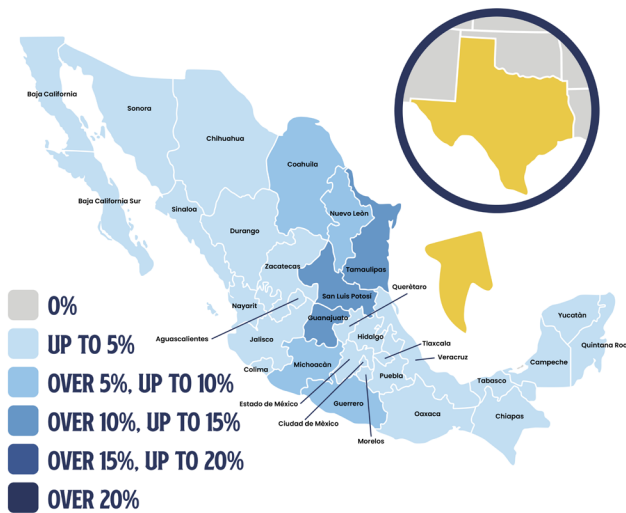 Baja California
Sonora
Chihuahua
Coahuila
Baja California Sur
Sinaloa
Nuevo León
Durango
Zacatecas
Tamaulipas
Querétaro
San Luis Potosí
Nayarit
Guanajuato
Aguascalientes
Jalisco
Hidalgo
Tlaxcala
Veracruz
Yucatán
Quintana Roo
Campeche
Colima
Michoacán
Puebla
Tabasco
Estado de México
Guerrero
Oaxaca
Chiapas
Ciudad de México
Morelos
0%
UP TO 5%
OVER 5%, UP TO 10%
OVER 10%, UP TO 15%
OVER 15%, UP TO 20%
OVER 20%